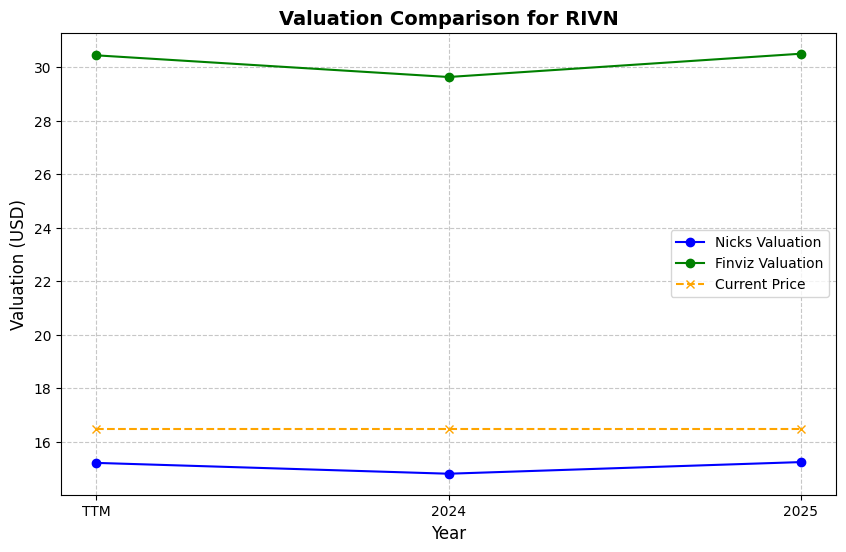 Valuation Comparison for RIVN
Valuation (USD)
30
28
26
24
22
20
18
16
Nicks Valuation
Finviz Valuation
Current Price
TTM
2024
2025
Year